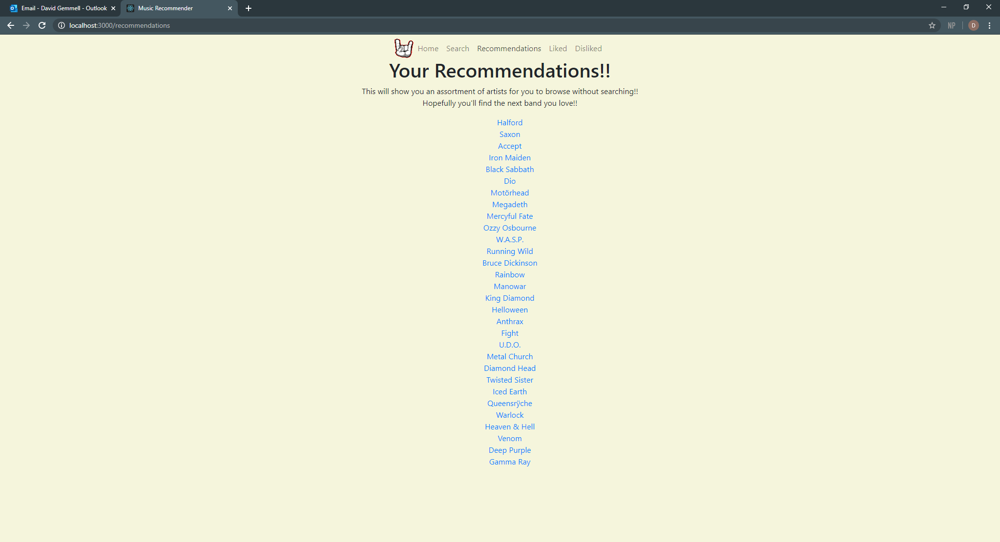 Email - David Gemmell - Outlook
Music Recommender
localhost:3000/recommendations
NP
D
Home Search Recommendations Liked Disliked
Your Recommendations!!
This will show you an assortment of artists for you to browse without searching!!
Hopefully you'll find the next band you love!!
Halford
Saxon
Accept
Iron Maiden
Black Sabbath
Dio
Motörhead
Megadeth
Mercyful Fate
Ozzy Osbourne
W.A.S.P.
Running Wild
Bruce Dickinson
Rainbow
Manowar
King Diamond
Helloween
Anthrax
Fight
U.D.O.
Metal Church
Diamond Head
Twisted Sister
Iced Earth
Queensrÿche
Warlock
Heaven & Hell
Venom
Deep Purple
Gamma Ray